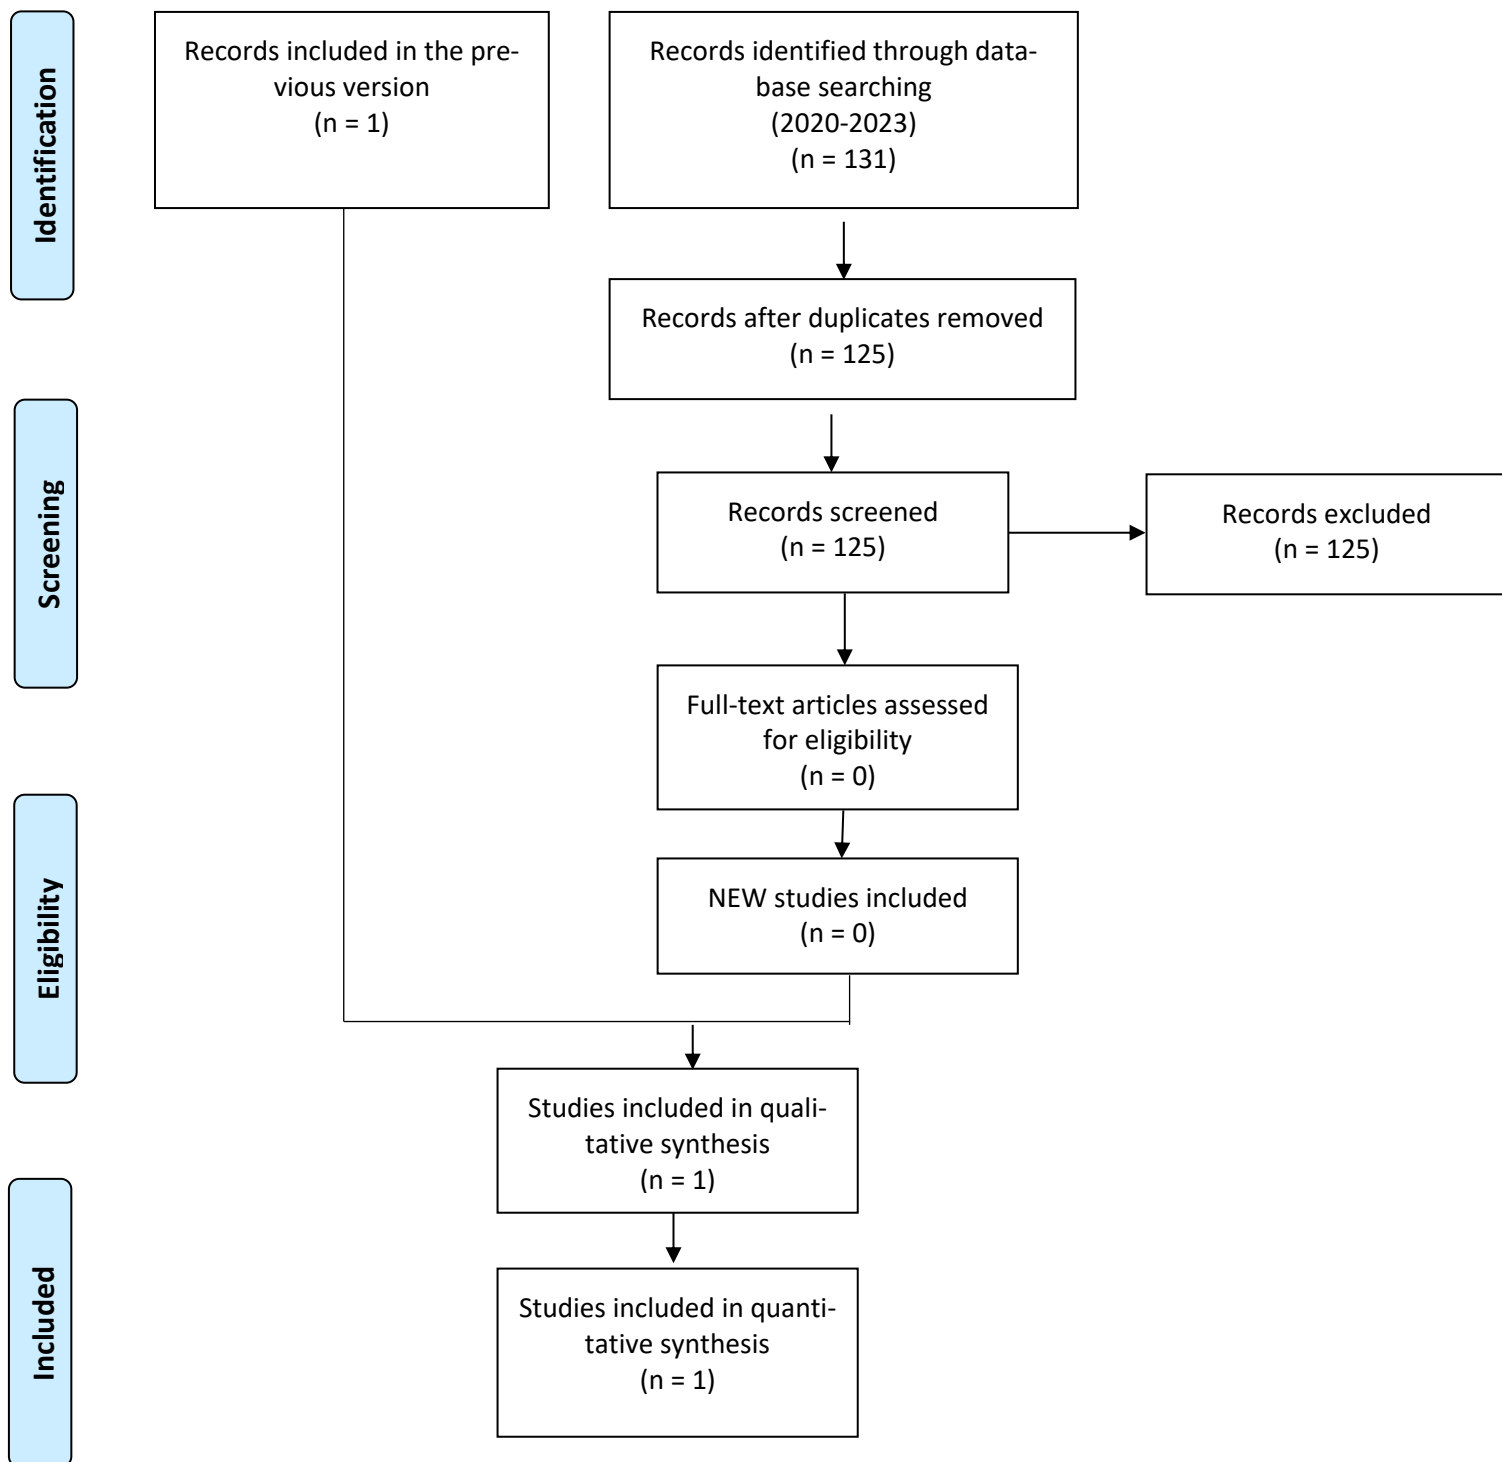 Identification
Records included in the pre-
vious version
(n = 1)
Records identified through data-
base searching
(2020-2023)
(n = 131)
Records after duplicates removed
(n = 125)
Screening
Records screened
(n = 125)
Records excluded
(n = 125)
Full-text articles assessed
for eligibility
(n = 0)
Eligibility
NEW studies included
(n = 0)
Studies included in quali-
tative synthesis
(n = 1)
Included
Studies included in quanti-
tative synthesis
(n = 1)